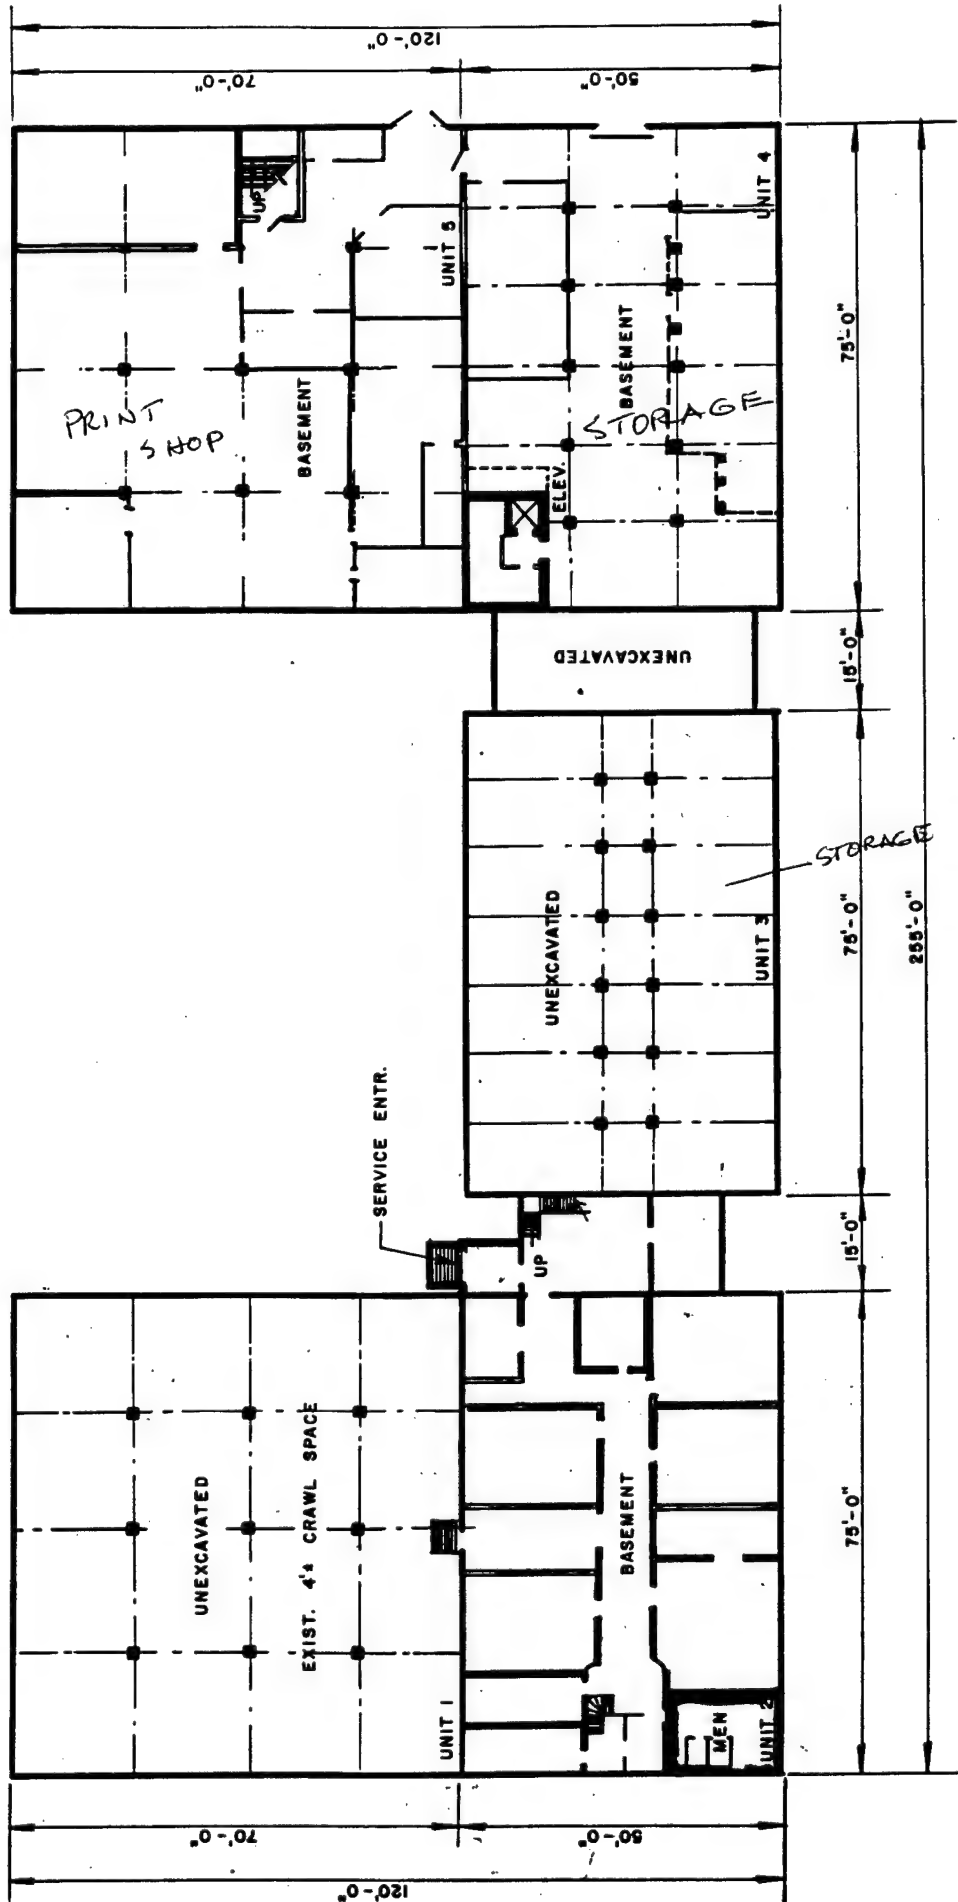 120'-0"
70'-0"
50'-0"
UP
UNIT 5
UNIT 4
PRINT
SHOP
BASEMENT
BASEMENT
STORAGE
ELEV.
75'-0"
UNEXCAVATED
15'-0"
UNEXCAVATED
STORAGE
UNIT 3
75'-0"
255'-0"
SERVICE ENTR.
UP
15'-0"
UNEXCAVATED
EXIST. 4'± CRAWL SPACE
BASEMENT
75'-0"
UNIT 1
MEN
UNIT 2
70'-0"
50'-0"
120'-0"